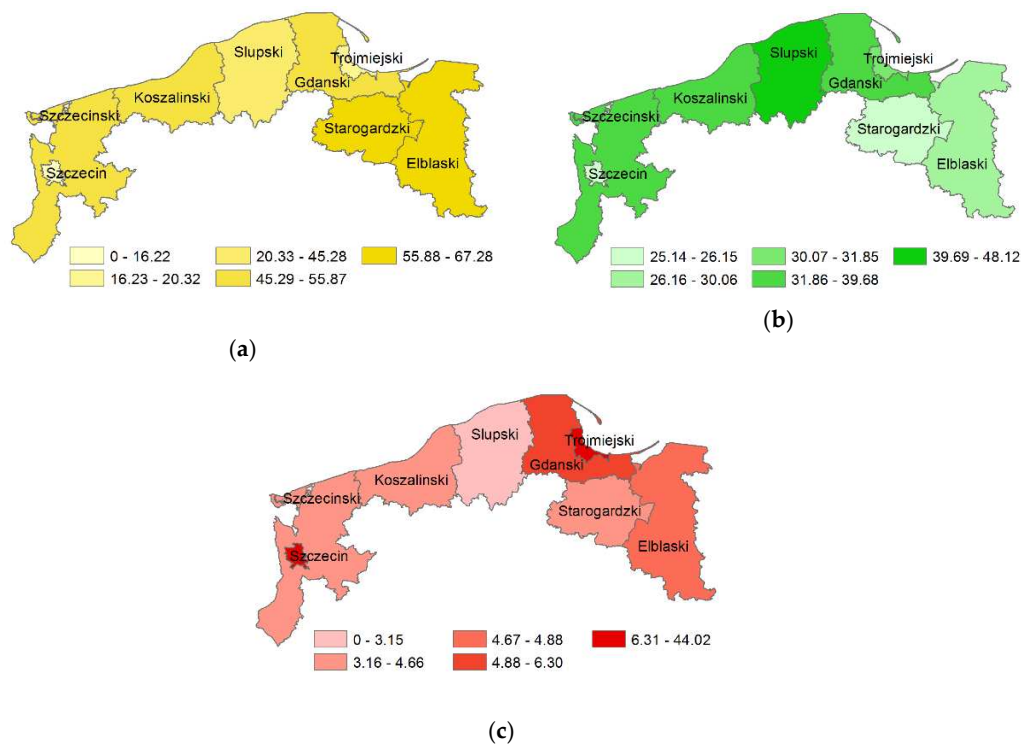 Slupski
Trojmiejski
Gdanski
Koszalinski
Szczecinski
Starogardzki
Elblaski
Szczecin
0 - 16.22
20.33 - 45.28
55.88 - 67.28
16.23 - 20.32
45.29 - 55.87
(a)
Slupski
Trojmiejski
Gdanski
Koszalinski
Szczecinski
Starogardzki
Elblaski
Szczecin
25.14 - 26.15
30.07 - 31.85
39.69 - 48.12
26.16 - 30.06
31.86 - 39.68
(b)
Slupski
Trojmiejski
Gdanski
Koszalinski
Szczecinski
Starogardzki
Elblaski
Szczecin
0 - 3.15
4.67 - 4.88
6.31 - 44.02
3.16 - 4.66
4.88 - 6.30
(c)